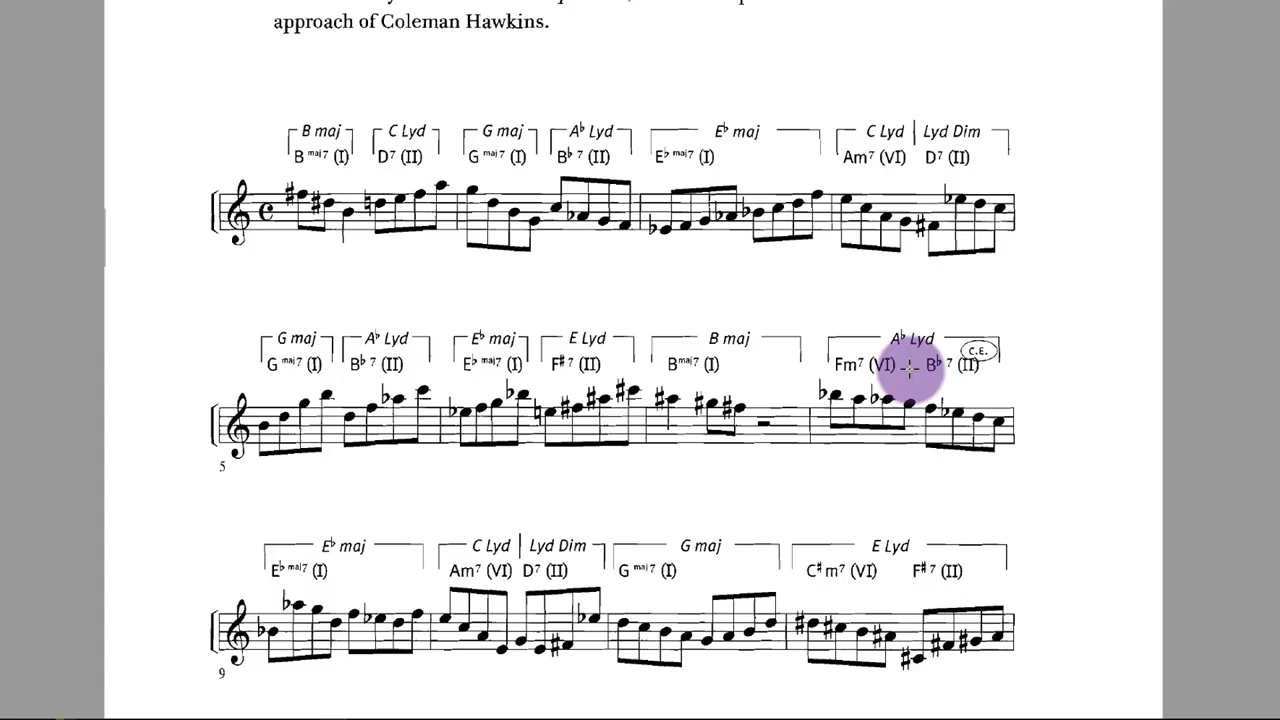 approach of Coleman Hawkins.
B maj C Lyd G maj A♭ Lyd E♭ maj C Lyd | Lyd Dim
B maj7 (I) D7 (II) G maj7 (I) B♭ 7 (II) E♭ maj7 (I) Am7 (VI) D7 (II)
G maj A♭ Lyd E♭ maj E Lyd B maj A♭ Lyd
G maj7 (I) B♭ 7 (II) E♭ maj7 (I) F♯ 7 (II) B maj7 (I) Fm7 (VI) B♭ 7 (II) C.E.
5
E♭ maj C Lyd | Lyd Dim G maj E Lyd
E♭ maj7 (I) Am7 (VI) D7 (II) G maj7 (I) C♯ m7 (VI) F♯ 7 (II)
9